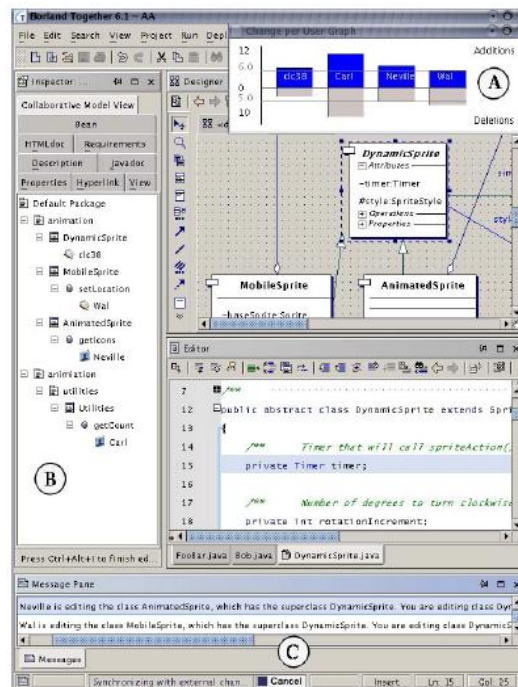 Borland Together 6.1 - AA
File Edit Search View Project Run Depl
Change per User Graph
12
6.0
0
5.0
10
clc38 Carl Neville Wal
Additions
A
Deletions
Inspector: ...
Collaborative Model View
Bean
HTMLdoc Requirements
Description Javadoc
Properties Hyperlink View
Default Package
animation
DynamicSprite
clc38
MobileSprite
setLocation
Wal
AnimatedSprite
getIcons
Neville
animiation
utilities
Utilities
getCount
Carl
B
Press Ctrl+Alt+I to finish ed...
Designer
DynamicSprite
Attributes
-timer:Timer
#style:SpriteStyle
Operations
Properties
MobileSprite
-baseSprite:Sprite
AnimatedSprite
Editor
7 /**
12 public abstract class DynamicSprite extends Spri
13 {
14 /** Timer that will call spriteAction(
15 private Timer timer;
16
17 /** Number of degrees to turn clockwise
18 private int rotationIncrement;
FooBar.java Bob.java DynamicSprite.java
Message Pane
Neville is editing the class AnimatedSprite, which has the superclass DynamicSprite. You are editing class Dyn
Wal is editing the class MobileSprite, which has the superclass DynamicSprite. You are editing class DynamicS
C
Messages
Synchronizing with external chan... Cancel Insert Ln: 15 Col: 25